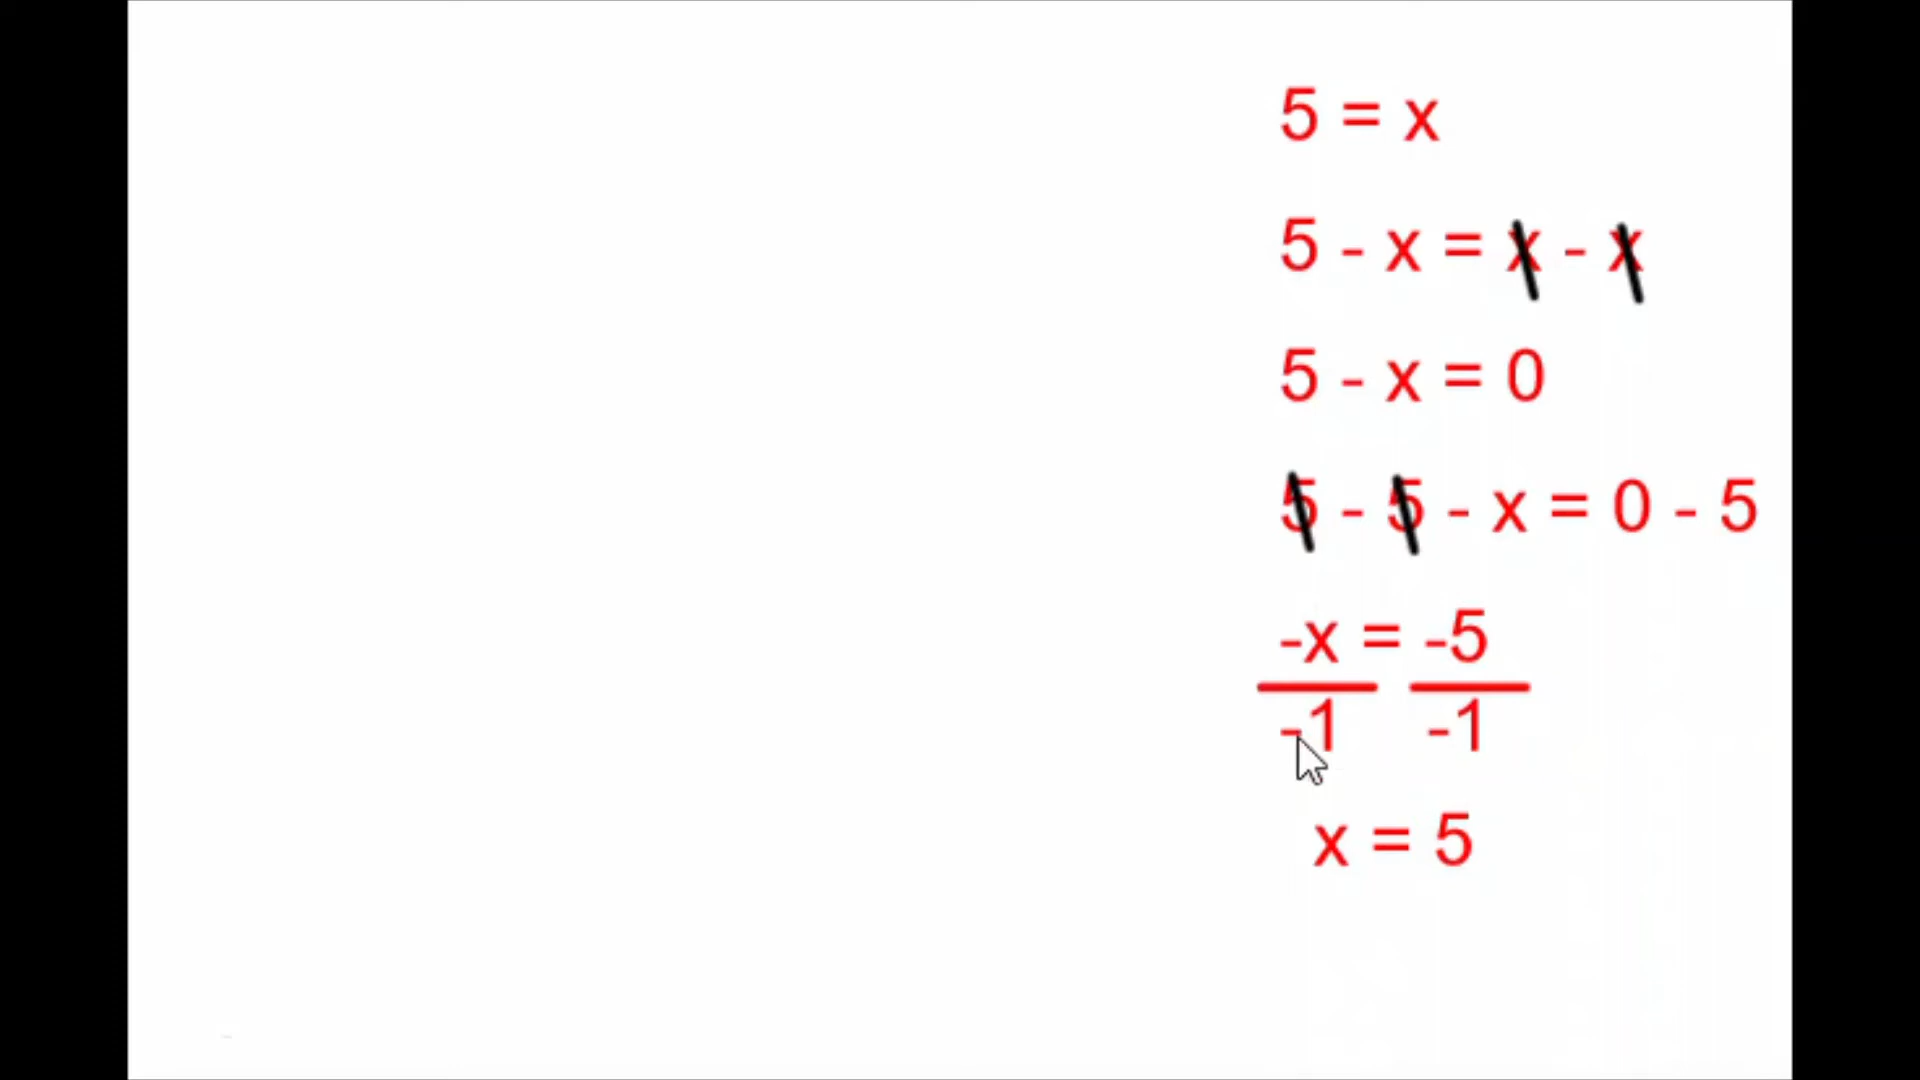 5 = x
5 - x = x - x
5 - x = 0
5 - 5 - x = 0 - 5
-x = -5
-1 -1
x = 5